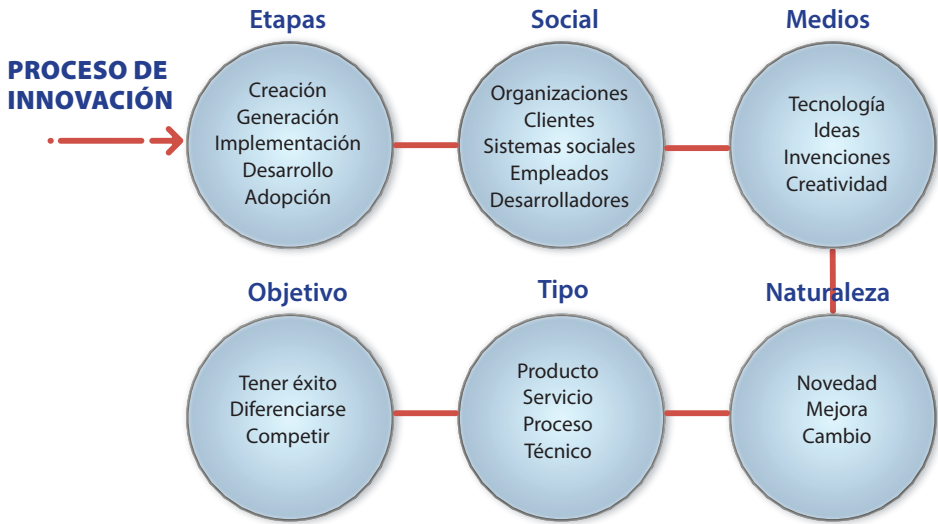 PROCESO DE
INNOVACIÓN
Etapas
Creación
Generación
Implementación
Desarrollo
Adopción
Social
Organizaciones
Clientes
Sistemas sociales
Empleados
Desarrolladores
Medios
Tecnología
Ideas
Invenciones
Creatividad
Naturaleza
Novedad
Mejora
Cambio
Tipo
Producto
Servicio
Proceso
Técnico
Objetivo
Tener éxito
Diferenciarse
Competir